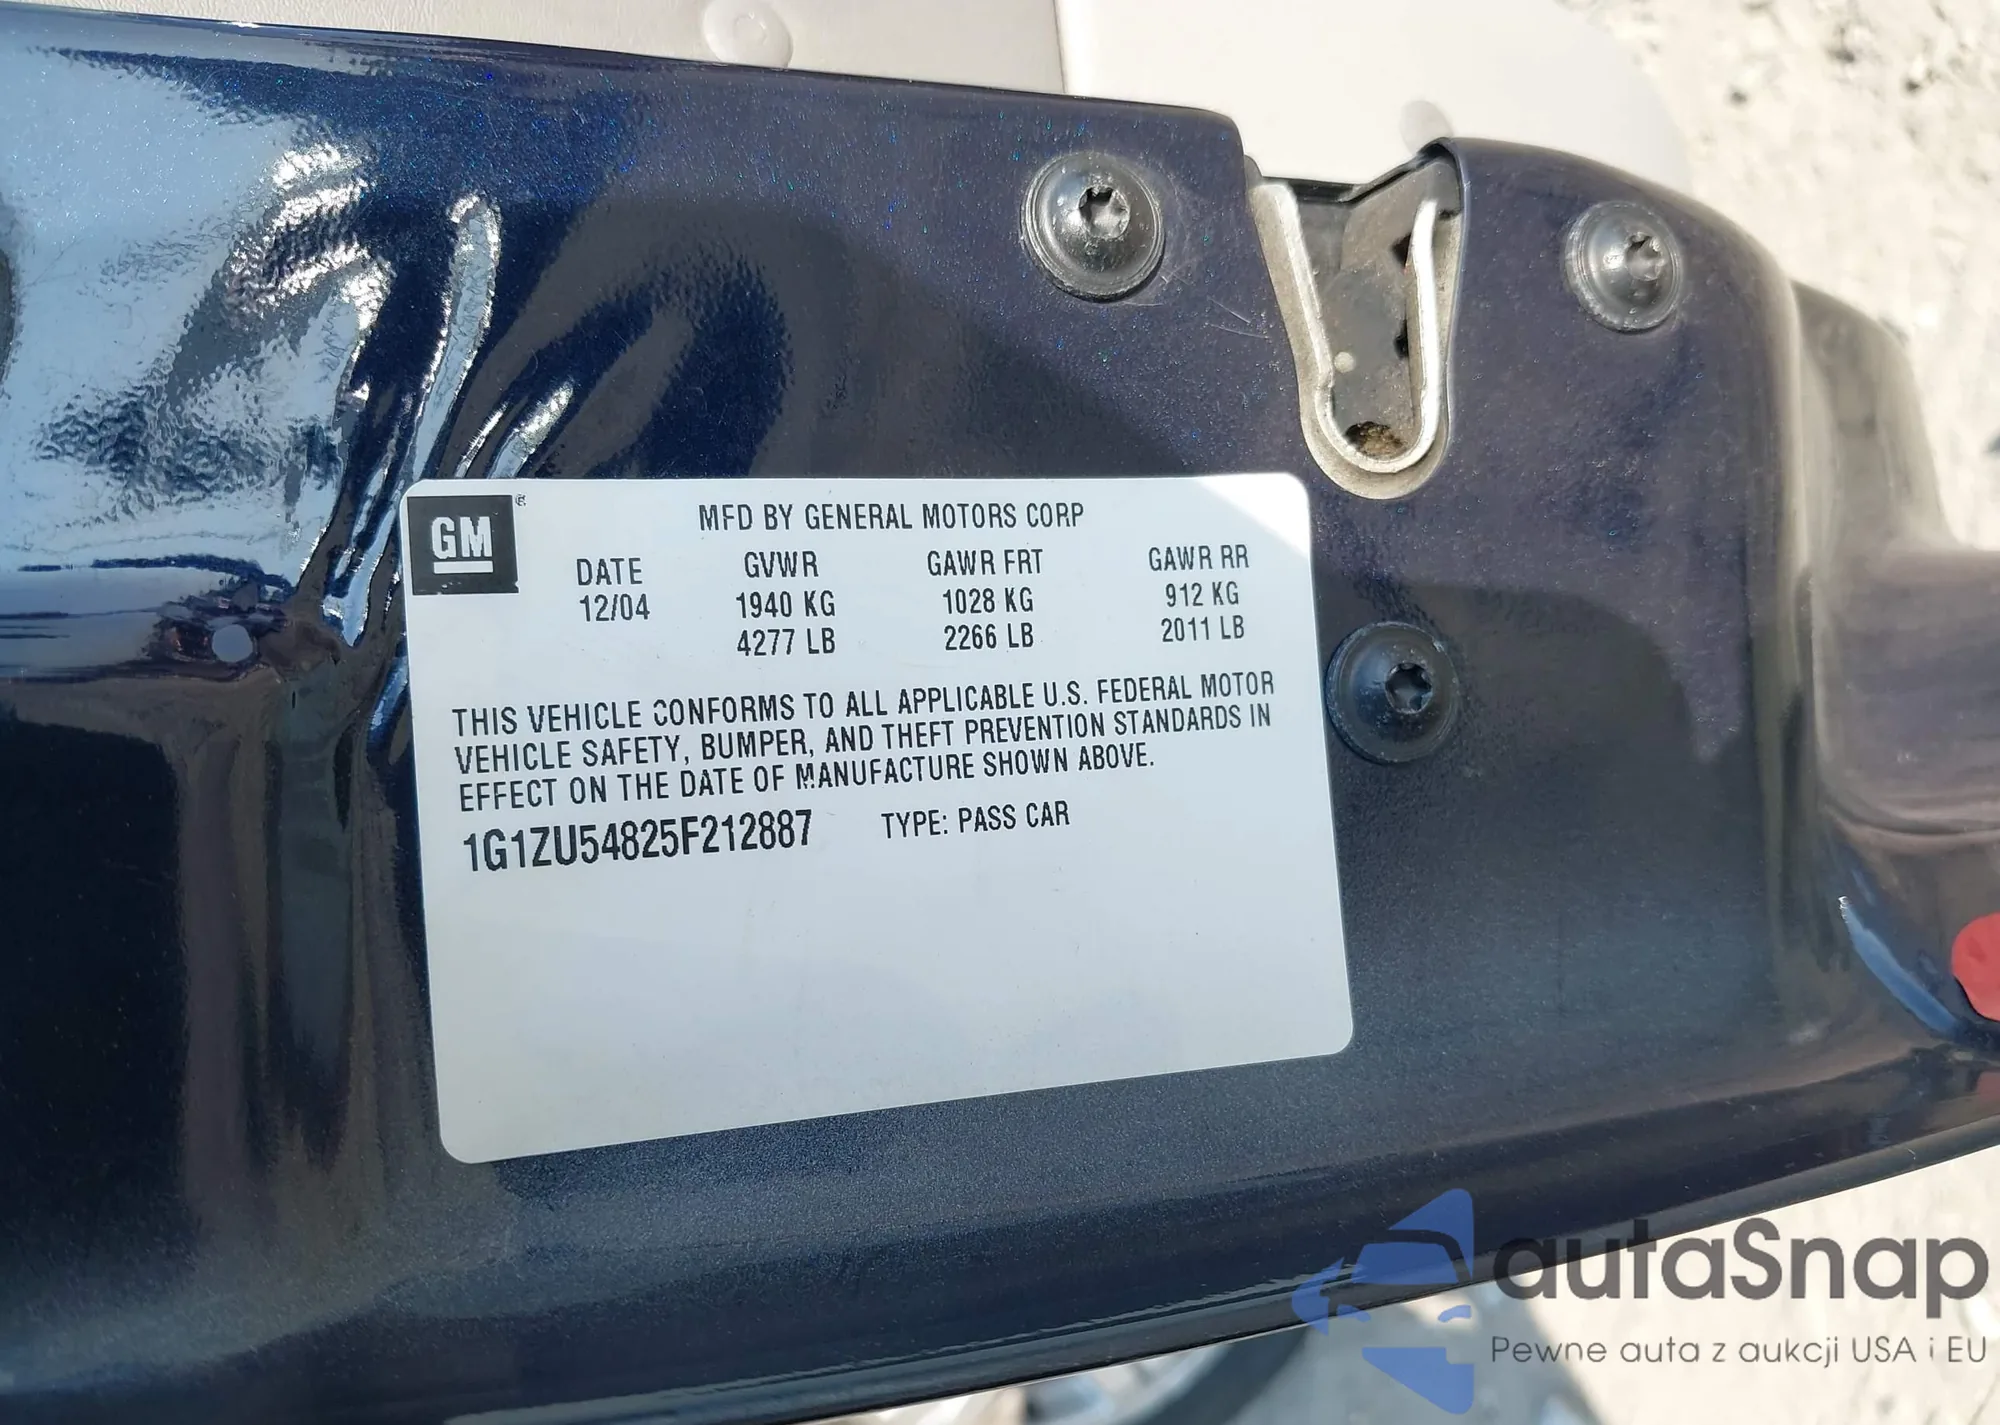 GM
MFD BY GENERAL MOTORS CORP
DATE GVWR GAWR FRT GAWR RR
12/04 1940 KG 1028 KG 912 KG
4277 LB 2266 LB 2011 LB
THIS VEHICLE CONFORMS TO ALL APPLICABLE U.S. FEDERAL MOTOR
VEHICLE SAFETY, BUMPER, AND THEFT PREVENTION STANDARDS IN
EFFECT ON THE DATE OF MANUFACTURE SHOWN ABOVE.
1G1ZU54825F212887 TYPE: PASS CAR
autaSnap
Pewne auta z aukcji USA i EU